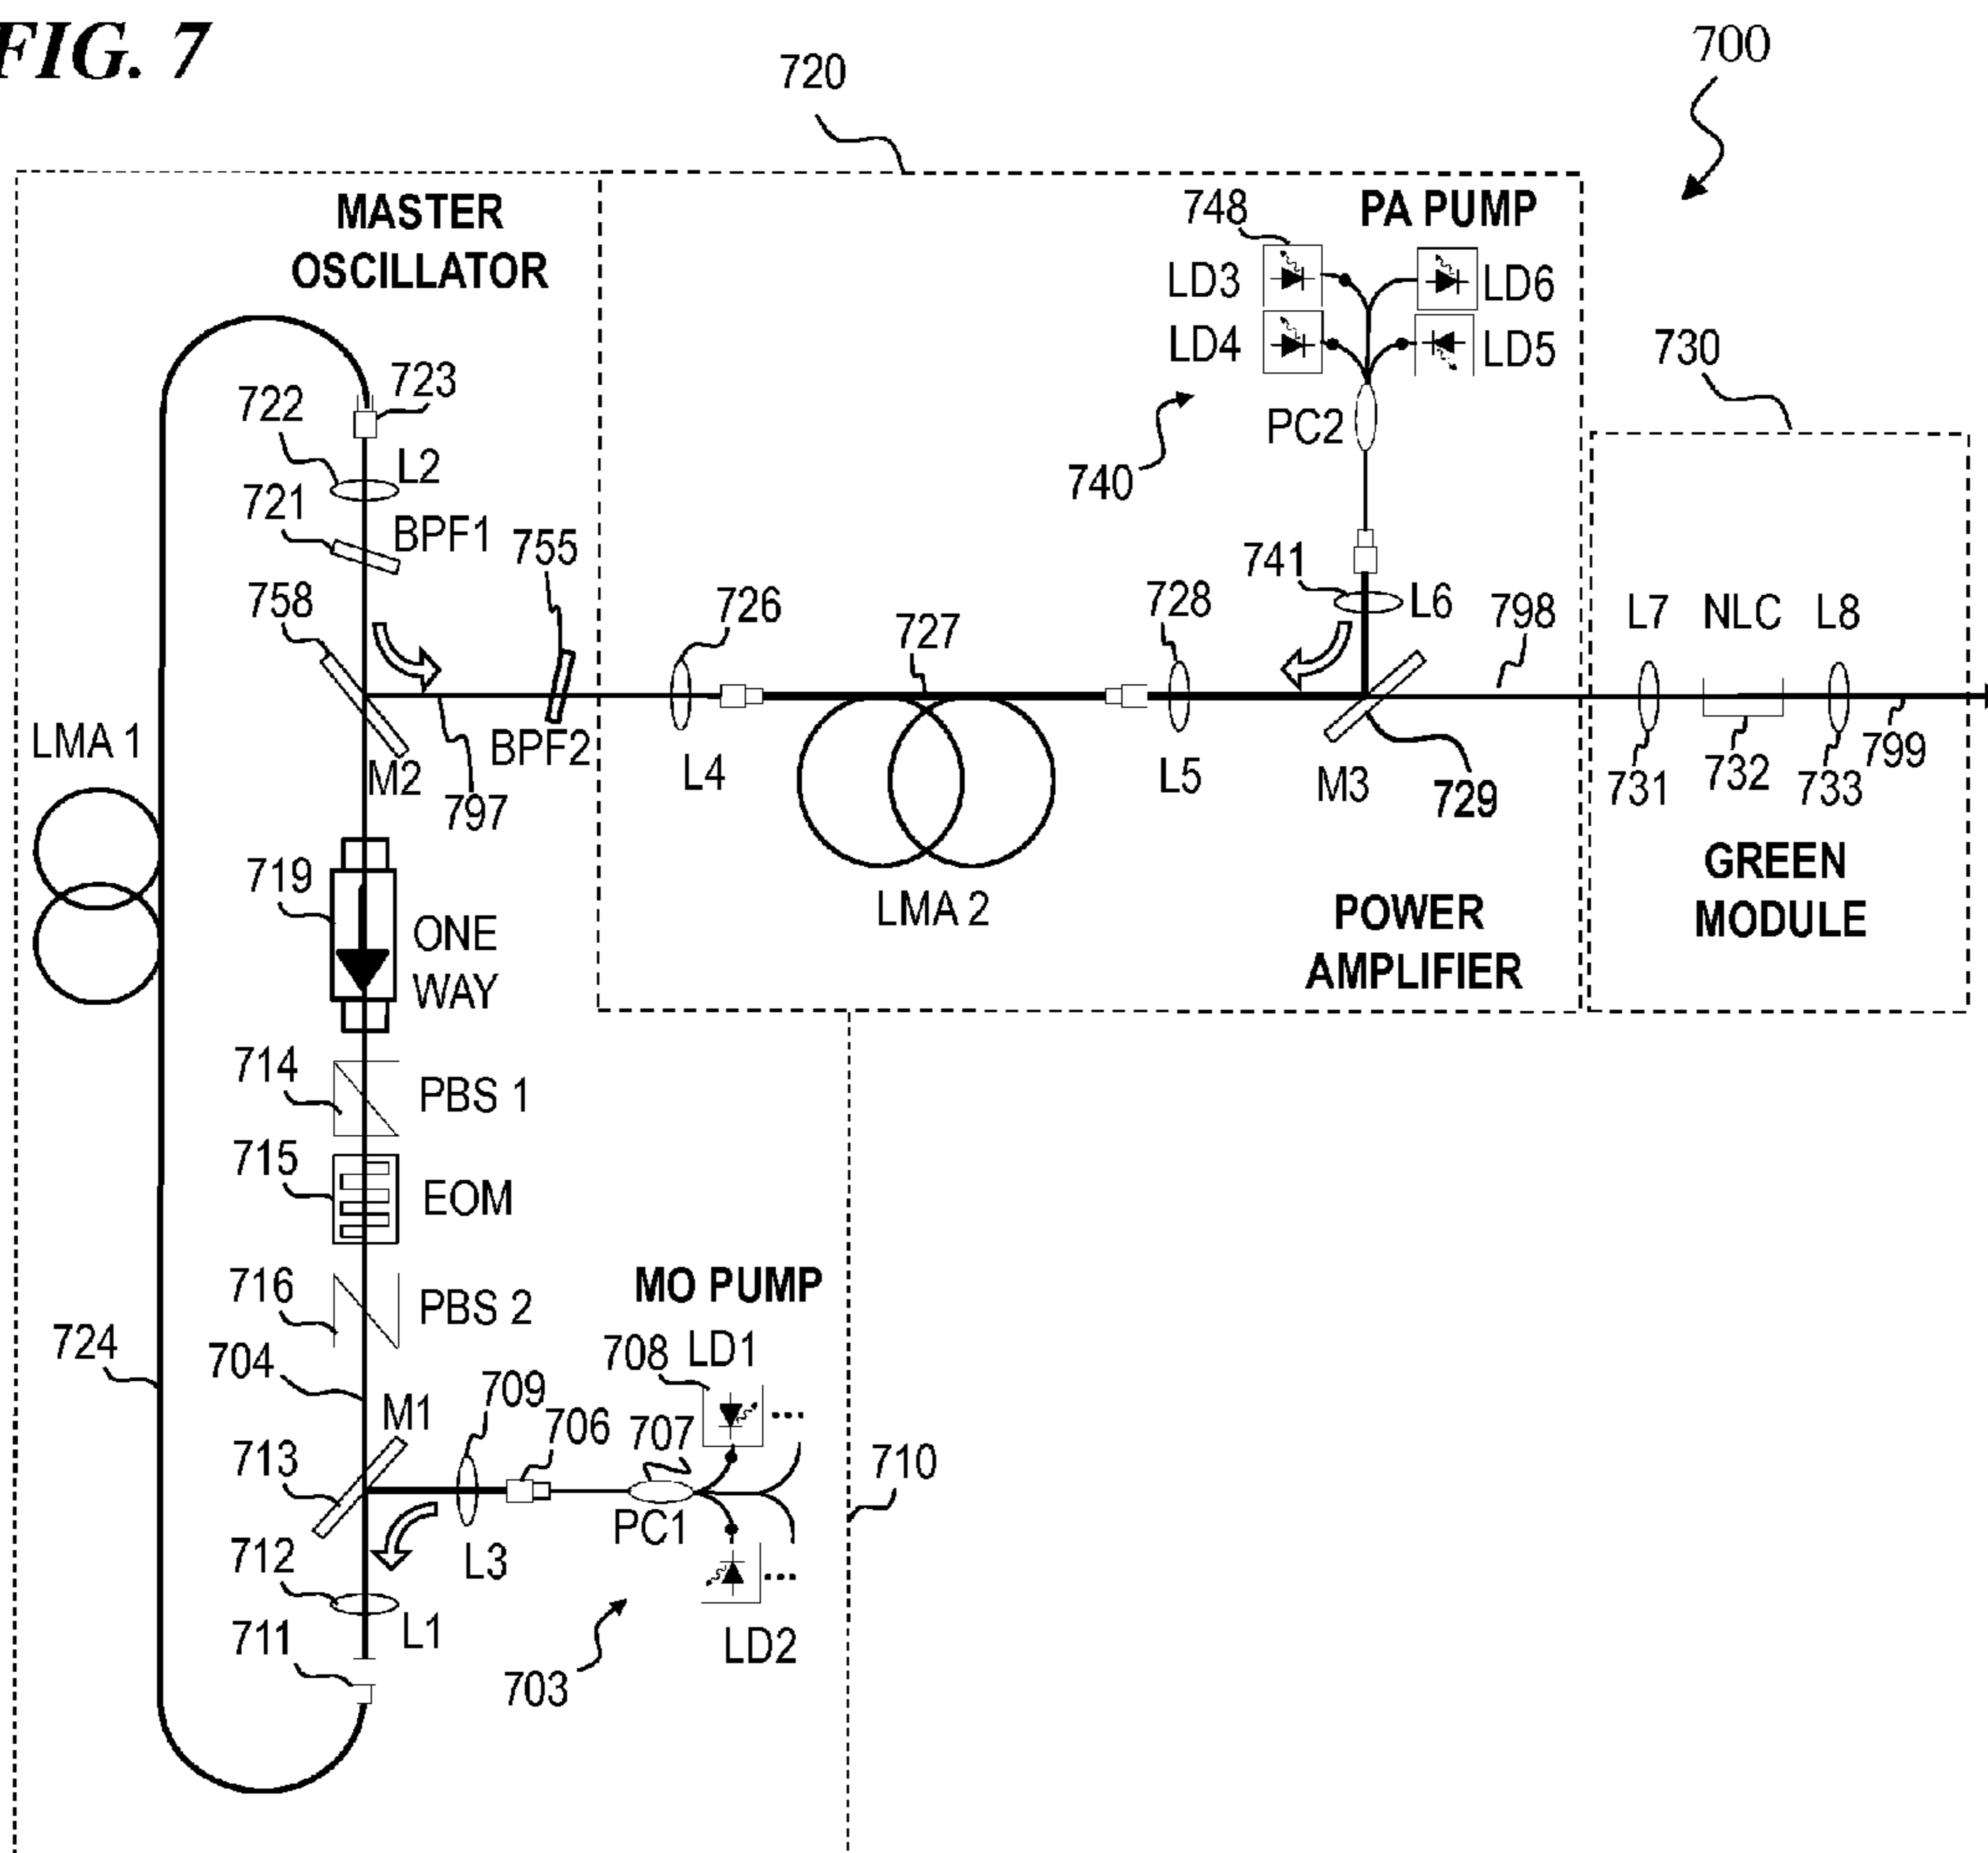 FIG. 7
700
720
MASTER
OSCILLATOR
748
PA PUMP
LD3
LD6
LD4
LD5
730
723
722
L2
PC2
740
721
BPF1
755
741
L6
758
726
727
728
798
L7
NLC
L8
LMA 1
M2
797
BPF2
L4
L5
M3
729
731
732
733
799
719
ONE
WAY
LMA 2
POWER
AMPLIFIER
GREEN
MODULE
714
PBS 1
715
EOM
716
PBS 2
MO PUMP
724
704
708
LD1
M1
709
706
707
713
710
PC1
712
L3
711
L1
LD2
703